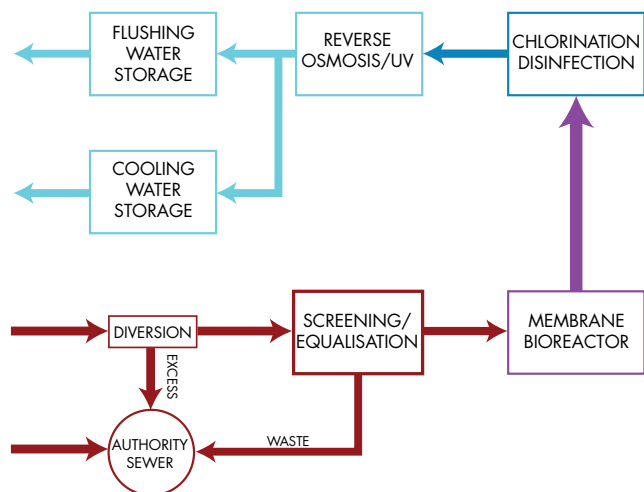 FLUSHING
WATER
STORAGE
REVERSE
OSMOSIS/UV
CHLORINATION
DISINFECTION
COOLING
WATER
STORAGE
DIVERSION
SCREENING/
EQUALISATION
MEMBRANE
BIOREACTOR
EXCESS
AUTHORITY
SEWER
WASTE